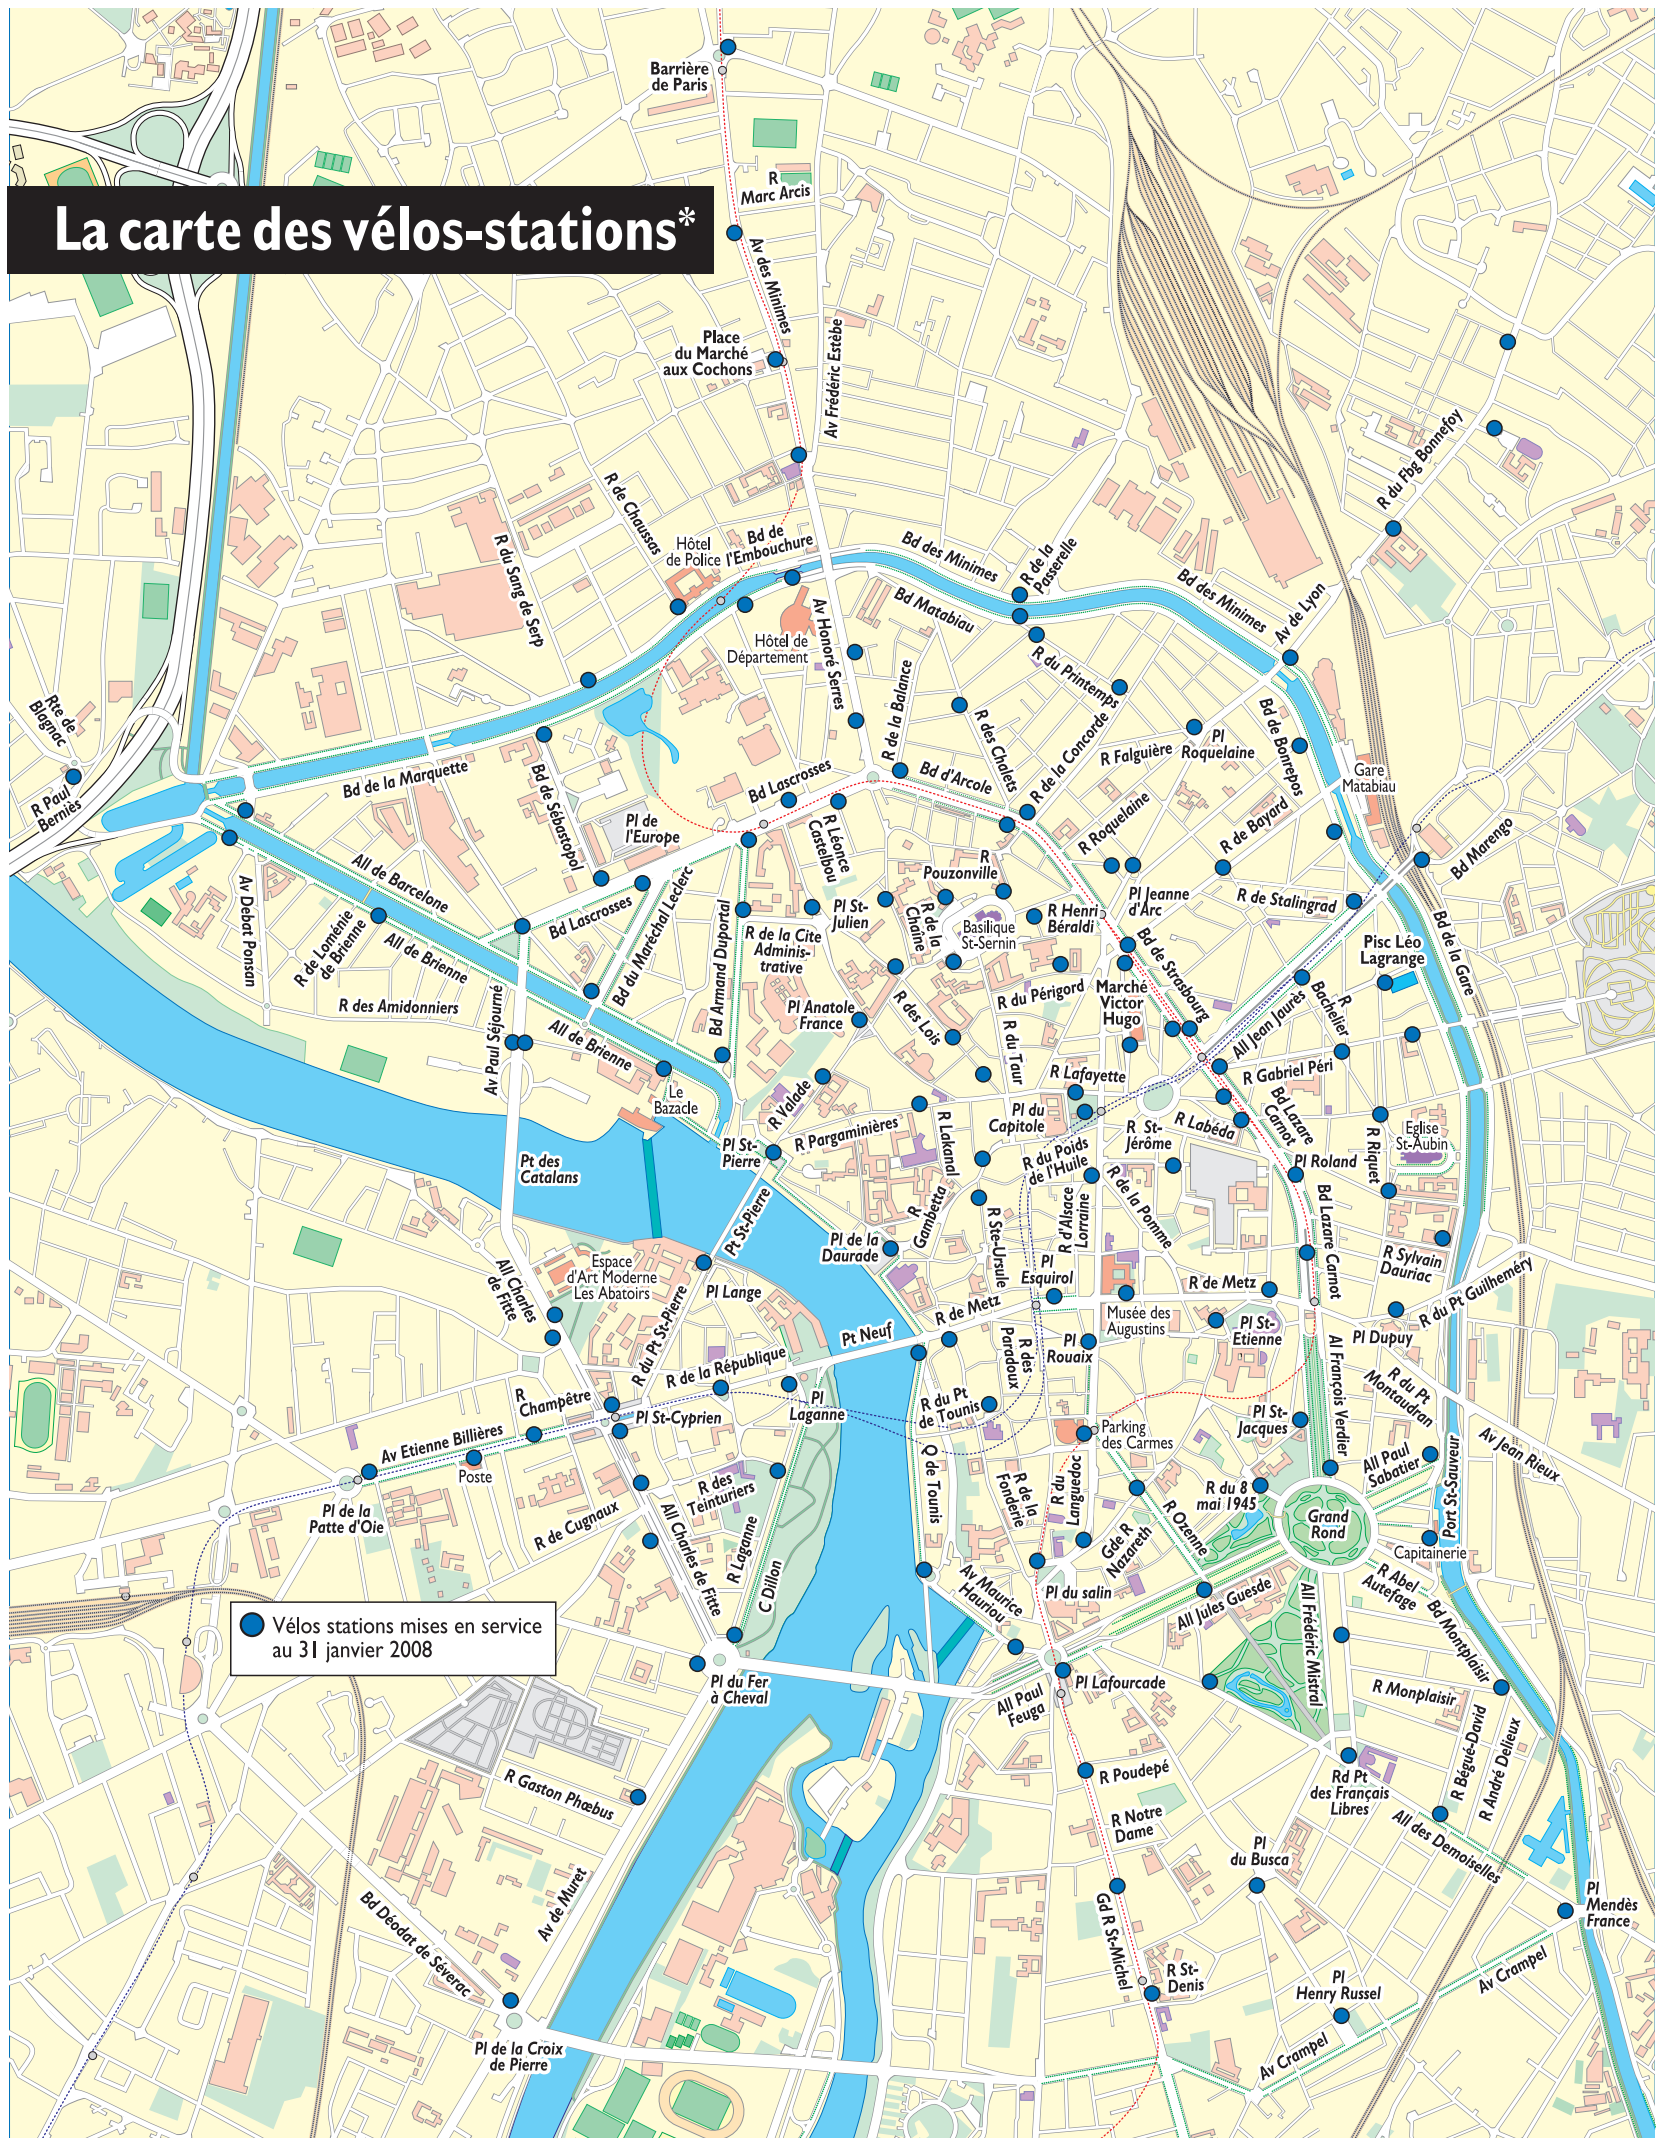 La carte des vélos-stations*
Barrière
de Paris
R
Marc Arcis
Av des Minimes
Place
du Marché
aux Cochons
Av Frédéric Estèbe
R du Fbg Bonnefoy
R de Chaussas
Hôtel
de Police
Bd de
l'Embouchure
Bd des Minimes
R de la
Passerelle
Bd des Minimes
Av de Lyon
R du Sang de Serp
Hôtel de
Département
Av Honoré Serres
Bd Matabiau
R du Printemps
Rte de
Blagnac
R Paul
Berniès
Bd de la Marquette
Bd de Sébastopol
Pl de
l'Europe
Bd Lascrosses
R de la Balance
Bd d'Arcole
R des Chalets
R de la Concorde
R Falguière
Pl
Roquelaine
Bd de Bonrepos
Gare
Matabiau
R Léonce
Castelbou
R
Pouzonville
R Roquelaine
R de Bayard
Bd Marengo
All de Barcelone
Av Debat Ponsan
R de Loménie
de Brienne
All de Brienne
R des Amidonniers
Bd Lascrosses
Bd du Maréchal Leclerc
Bd Armand Duportal
R de la Cite
Adminis-
trative
Pl St-
Julien
R de la
Chaîne
Basilique
St-Sernin
R Henri
Béraldi
Pl Jeanne
d'Arc
R de Stalingrad
Pisc Léo
Lagrange
Bd de la Gare
Bd de Strasbourg
Av Paul Séjourné
All de Brienne
Pl Anatole
France
R des Lois
R du Périgord
R du Taur
Marché
Victor
Hugo
All Jean Jaurès
R
Bachelier
R Gabriel Péri
Le
Bazacle
R Valade
R Pargaminières
R Lakanal
R Lafayette
Pl du
Capitole
R St-
Jérôme
R Labéda
Bd Lazare
Carnot
R Riquet
Eglise
St-Aubin
Pt des
Catalans
Pl St-
Pierre
Pt St-Pierre
R du Poids
de l'Huile
R de la Pomme
Pl Roland
Bd Lazare Carnot
R
Gambetta
R Ste-Ursule
R d'Alsace
Lorraine
Pl de la
Daurade
Espace
d'Art Moderne
Les Abatoirs
All Charles
de Fitte
Pl Lange
R du Pt St-Pierre
Pl
Esquirol
R de Metz
R de Metz
R Sylvain
Dauriac
R du Pt Guilheméry
Musée des
Augustins
Pl St-
Etienne
Pl Dupuy
Pt Neuf
R des
Paradoux
Pl
Rouaix
R de la République
R
Champêtre
Pl St-Cyprien
Pl
Laganne
R du Pt
de Tounis
Al François Verdier
R du Pt
Montaudran
Av Etienne Billières
Poste
Pl de la
Patte d'Oie
R de Cugnaux
R des
Teinturiers
All Charles de Fitte
R Laganne
C Dillon
Q de Tounis
R de la
Fonderie
R du
Languedoc
Parking
des Carmes
Pl St-
Jacques
All Paul
Sabatier
Av Jean Rieux
Port St-Sauveur
R du 8
mai 1945
Grand
Rond
Gde R
Nazareth
R Ozenne
Capitainerie
Av Maurice
Hauriou
Pl du salin
All Jules Guesde
All Frédéric Mistral
R Abel
Autefage
Bd Montplaisir
Vélos stations mises en service
au 31 janvier 2008
Pl du Fer
à Cheval
All Paul
Feuga
Pl Lafourcade
R Monplaisir
R Bégué-David
R André Delieux
R Gaston Phœbus
R Poudepé
Rd Pt
des Français
Libres
All des Demoiselles
R Notre
Dame
Pl
du Busca
Pl
Mendès
France
Av de Muret
Bd Déodat de Séverac
Gd R St-Michel
R St-
Denis
Pl
Henry Russel
Av Crampel
Av Crampel
Pl de la Croix
de Pierre